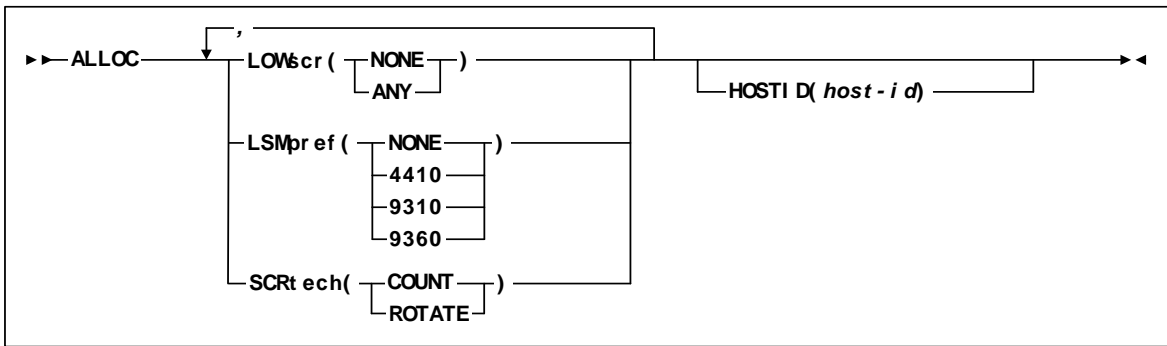 ,
ALLOC LOWscr( NONE )
ANY
HOSTID(host-id)
LSMpref( NONE )
4410
9310
9360
SCRtech( COUNT )
ROTATE